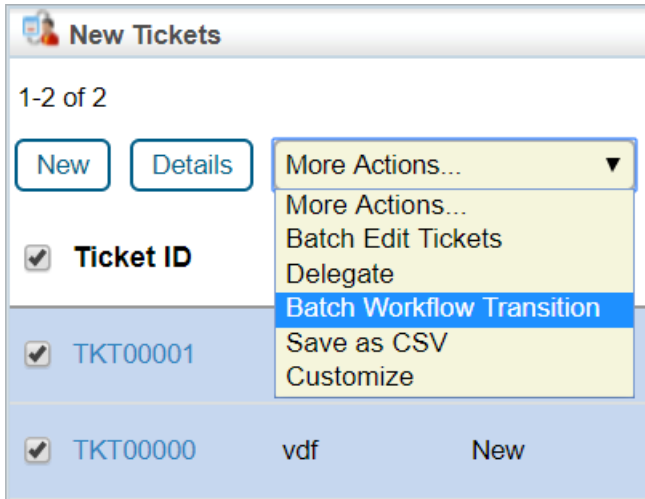 New Tickets
1-2 of 2
New Details More Actions...
More Actions...
Batch Edit Tickets
Ticket ID
Delegate
Batch Workflow Transition
Save as CSV
TKT00001
Customize
TKT00000 vdf New